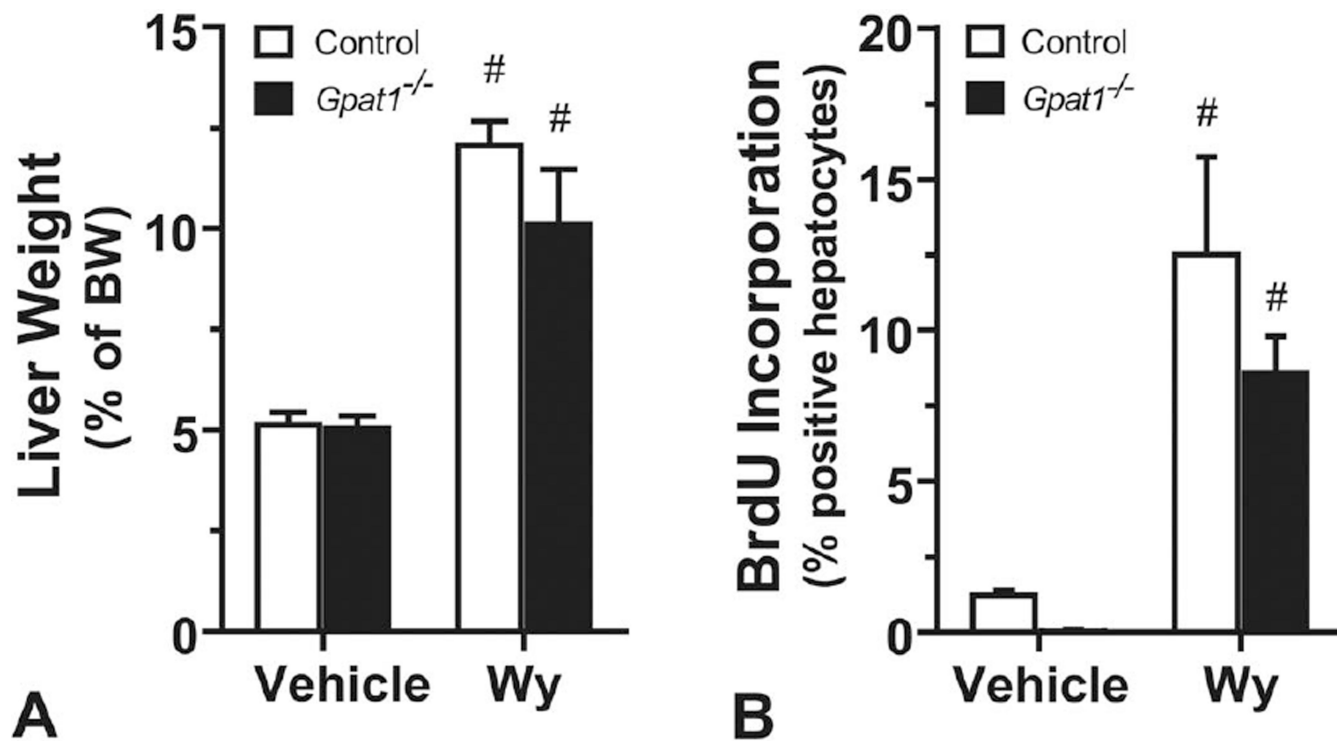 Liver Weight
(% of BW)
15
10
5
0
Control
Gpat1-/-
#
#
Vehicle
Wy
A
BrdU Incorporation
(% positive hepatocytes)
20
15
10
5
0
Control
Gpat1-/-
#
#
Vehicle
Wy
B